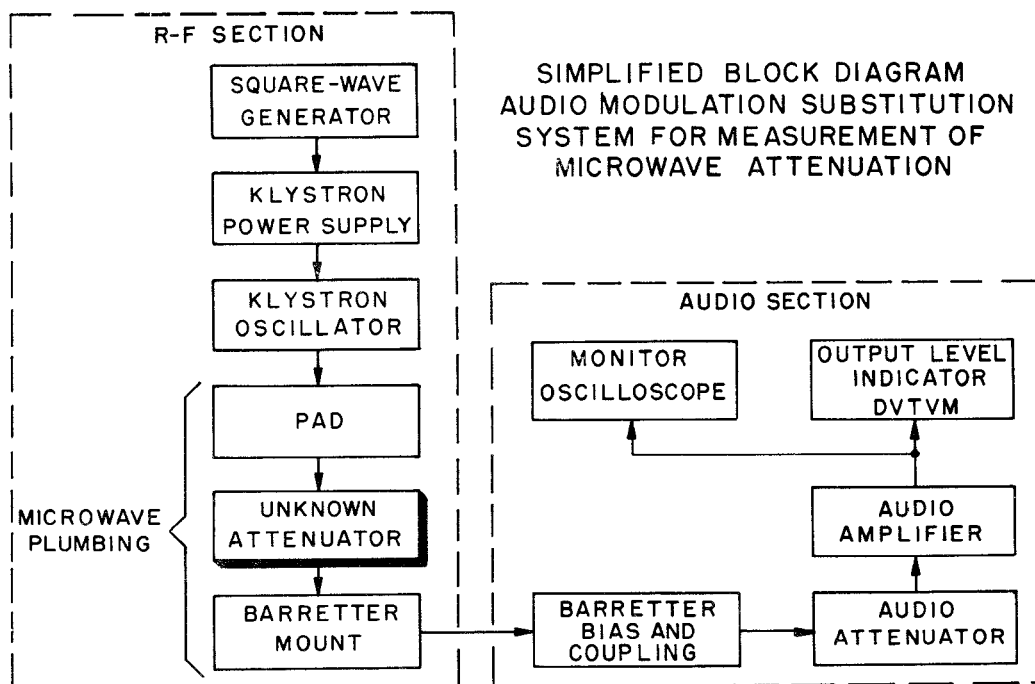 R-F SECTION
SQUARE-WAVE
GENERATOR
KLYSTRON
POWER SUPPLY
KLYSTRON
OSCILLATOR
PAD
UNKNOWN
ATTENUATOR
BARRETTER
MOUNT
MICROWAVE
PLUMBING
SIMPLIFIED BLOCK DIAGRAM
AUDIO MODULATION SUBSTITUTION
SYSTEM FOR MEASUREMENT OF
MICROWAVE ATTENUATION
AUDIO SECTION
MONITOR
OSCILLOSCOPE
OUTPUT LEVEL
INDICATOR
DVTVM
AUDIO
AMPLIFIER
BARRETTER
BIAS AND
COUPLING
AUDIO
ATTENUATOR